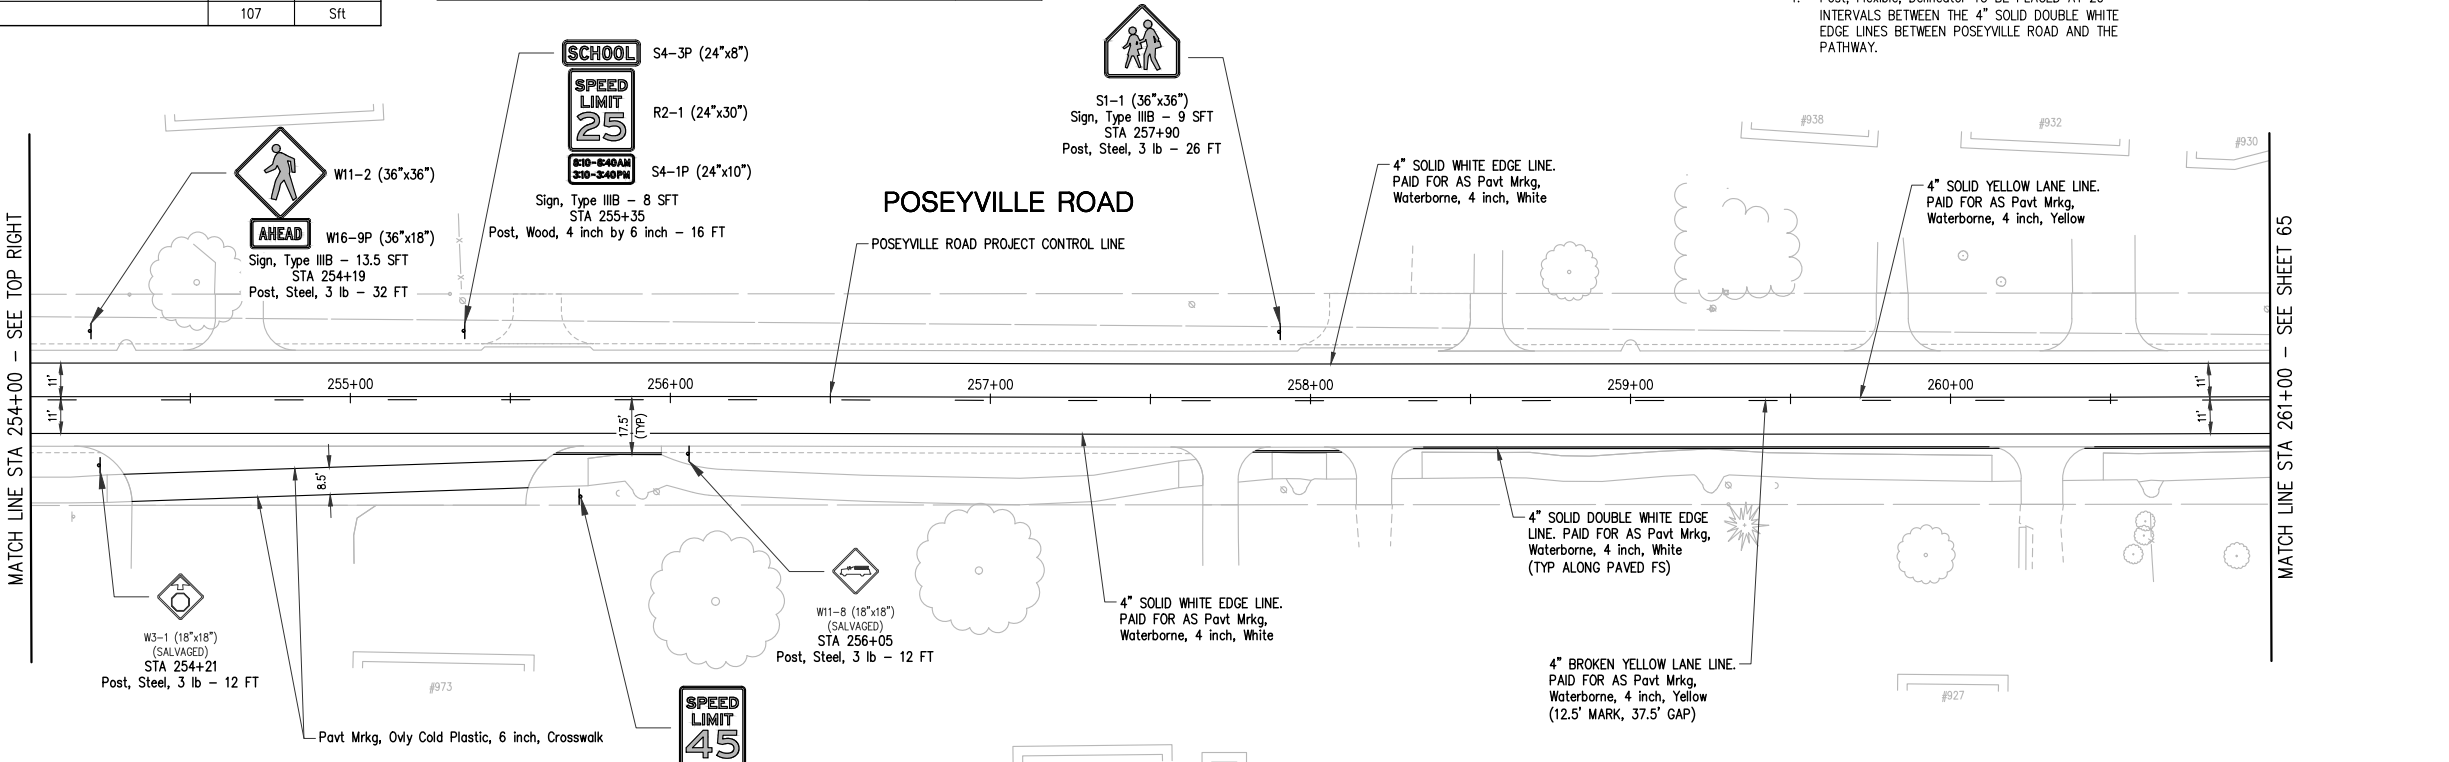 107 Sft
INTERVALS BETWEEN THE 4" SOLID DOUBLE WHITE
EDGE LINES BETWEEN POSEYVILLE ROAD AND THE
PATHWAY.
SCHOOL
S4-3P (24"x8")
SPEED
LIMIT
25
R2-1 (24"x30")
8:10-8:40AM
3:10-3:40PM
S4-1P (24"x10")
Sign, Type IIIB - 8 SFT
STA 255+35
Post, Wood, 4 inch by 6 inch - 16 FT
S1-1 (36"x36")
Sign, Type IIIB - 9 SFT
STA 257+90
Post, Steel, 3 lb - 26 FT
W11-2 (36"x36")
AHEAD
W16-9P (36"x18")
Sign, Type IIIB - 13.5 SFT
STA 254+19
Post, Steel, 3 lb - 32 FT
POSEYVILLE ROAD
POSEYVILLE ROAD PROJECT CONTROL LINE
4" SOLID WHITE EDGE LINE.
PAID FOR AS Pavt Mrkg,
Waterborne, 4 inch, White
4" SOLID YELLOW LANE LINE.
PAID FOR AS Pavt Mrkg,
Waterborne, 4 inch, Yellow
#938
#932
#930
MATCH LINE STA 254+00 - SEE TOP RIGHT
MATCH LINE STA 261+00 - SEE SHEET 65
11'
11'
255+00
256+00
257+00
258+00
259+00
260+00
11'
11'
17.5'
(TYP)
8.5'
W3-1 (18"x18")
(SALVAGED)
STA 254+21
Post, Steel, 3 lb - 12 FT
W11-8 (18"x18")
(SALVAGED)
STA 256+05
Post, Steel, 3 lb - 12 FT
4" SOLID WHITE EDGE LINE.
PAID FOR AS Pavt Mrkg,
Waterborne, 4 inch, White
4" SOLID DOUBLE WHITE EDGE
LINE. PAID FOR AS Pavt Mrkg,
Waterborne, 4 inch, White
(TYP ALONG PAVED FS)
4" BROKEN YELLOW LANE LINE.
PAID FOR AS Pavt Mrkg,
Waterborne, 4 inch, Yellow
(12.5' MARK, 37.5' GAP)
#973
#927
Pavt Mrkg, Ovly Cold Plastic, 6 inch, Crosswalk
SPEED
LIMIT
45